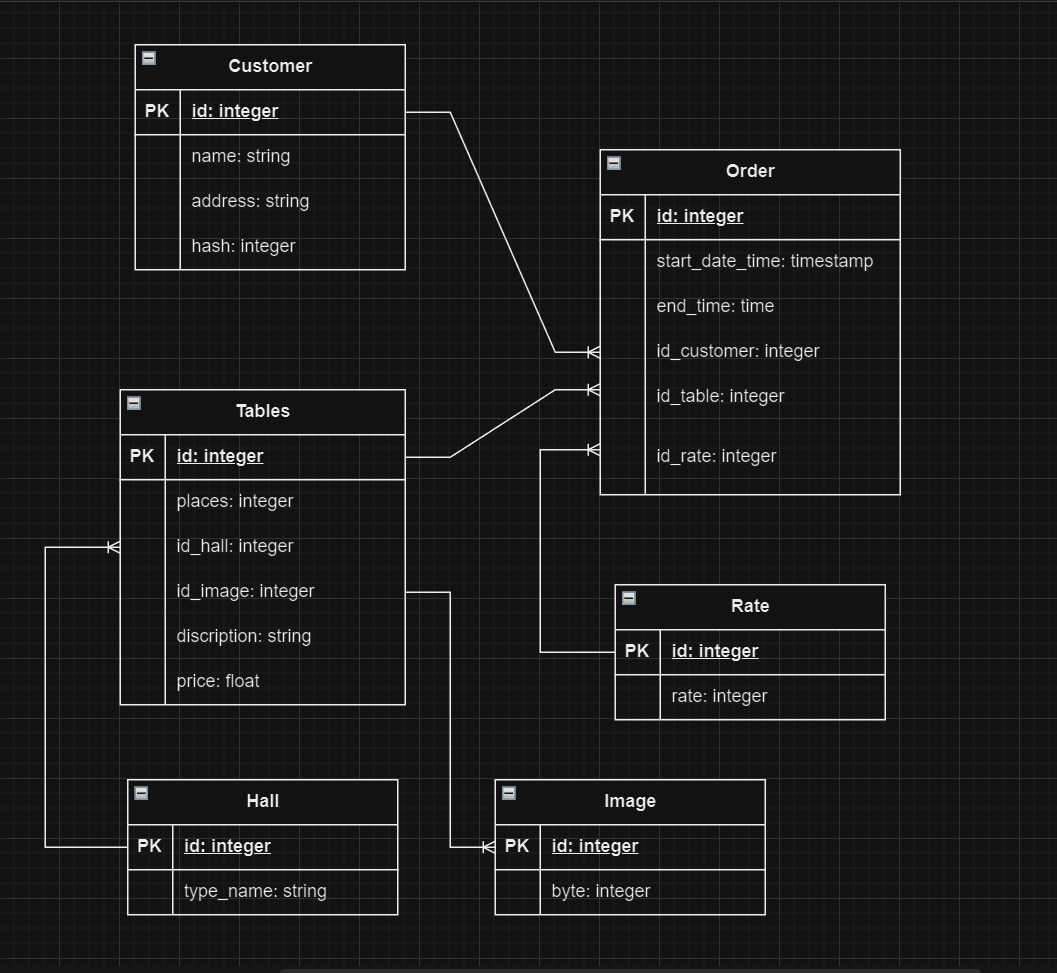 Customer
PK id: integer
name: string
address: string
hash: integer
Order
PK id: integer
start_date_time: timestamp
end_time: time
id_customer: integer
id_table: integer
id_rate: integer
Tables
PK id: integer
places: integer
id_hall: integer
id_image: integer
discription: string
price: float
Rate
PK id: integer
rate: integer
Hall
PK id: integer
type_name: string
Image
PK id: integer
byte: integer